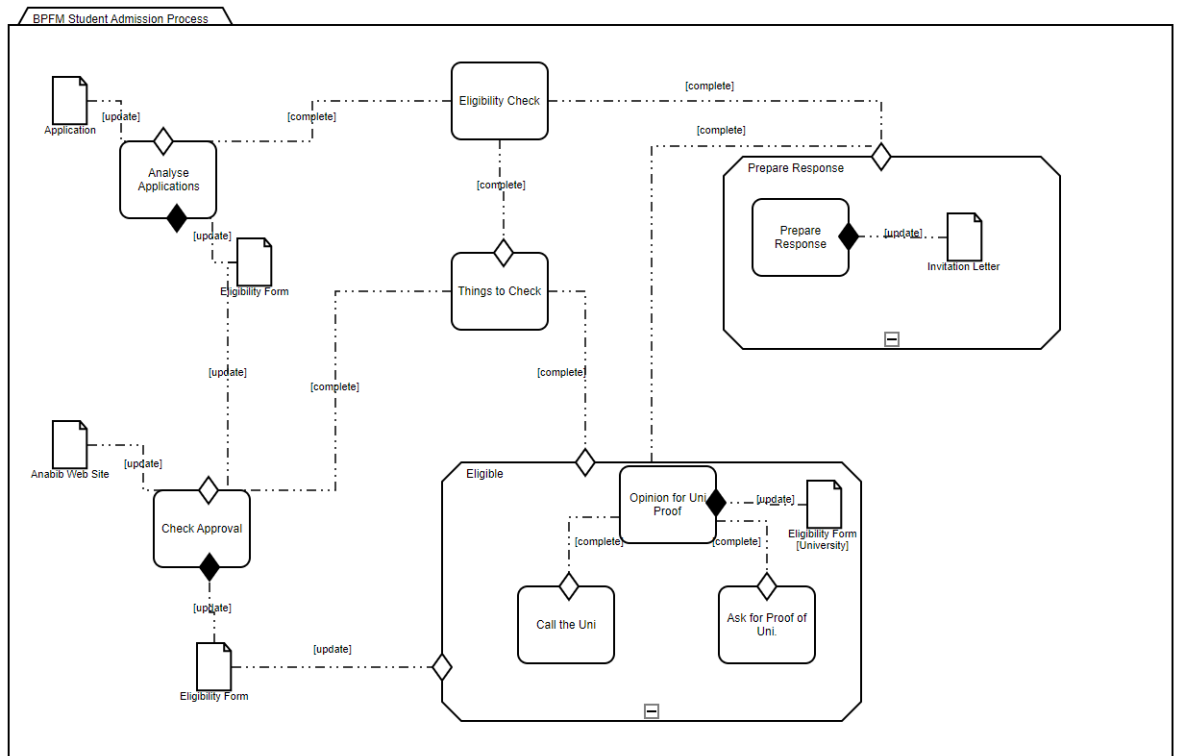 BPFM Student Admission Process
Application
[update]
Analyse
Applications
[complete]
Eligibility Check
[complete]
[complete]
Prepare Response
Prepare
Response
[update]
Invitation Letter
[update]
Eligibility Form
[complete]
Things to Check
[update]
[complete]
[complete]
Anabib Web Site
[update]
Check Approval
[update]
Eligibility Form
[update]
Eligible
Opinion for Uni
Proof
[update]
Eligibility Form
[University]
[complete]
[complete]
Call the Uni
Ask for Proof of
Uni.